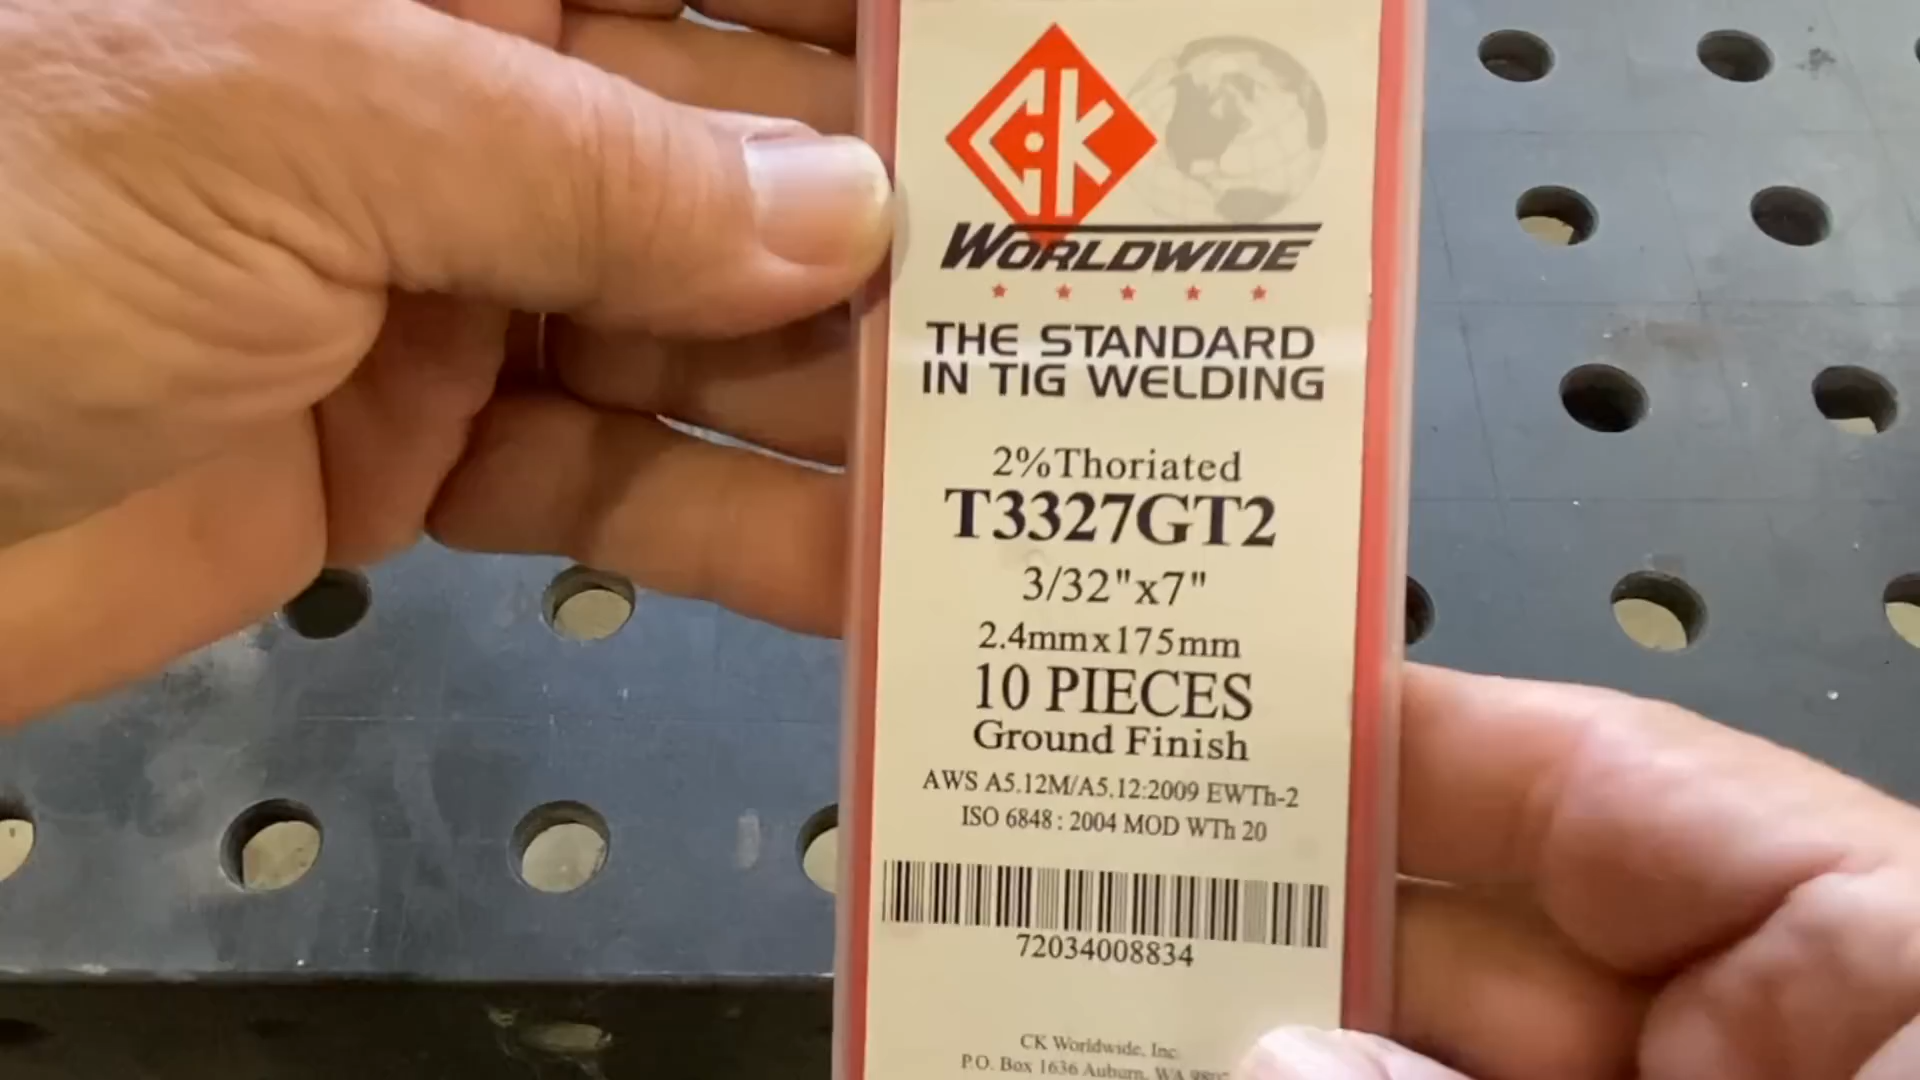 CK
WORLDWIDE
THE STANDARD
IN TIG WELDING
2%Thoriated
T3327GT2
3/32"x7"
2.4mmx175mm
10 PIECES
Ground Finish
AWS A5.12M/A5.12:2009 EWTh-2
ISO 6848 : 2004 MOD WTh 20
72034008834
CK Worldwide, Inc.
P.O. Box 1636 Auburn, WA